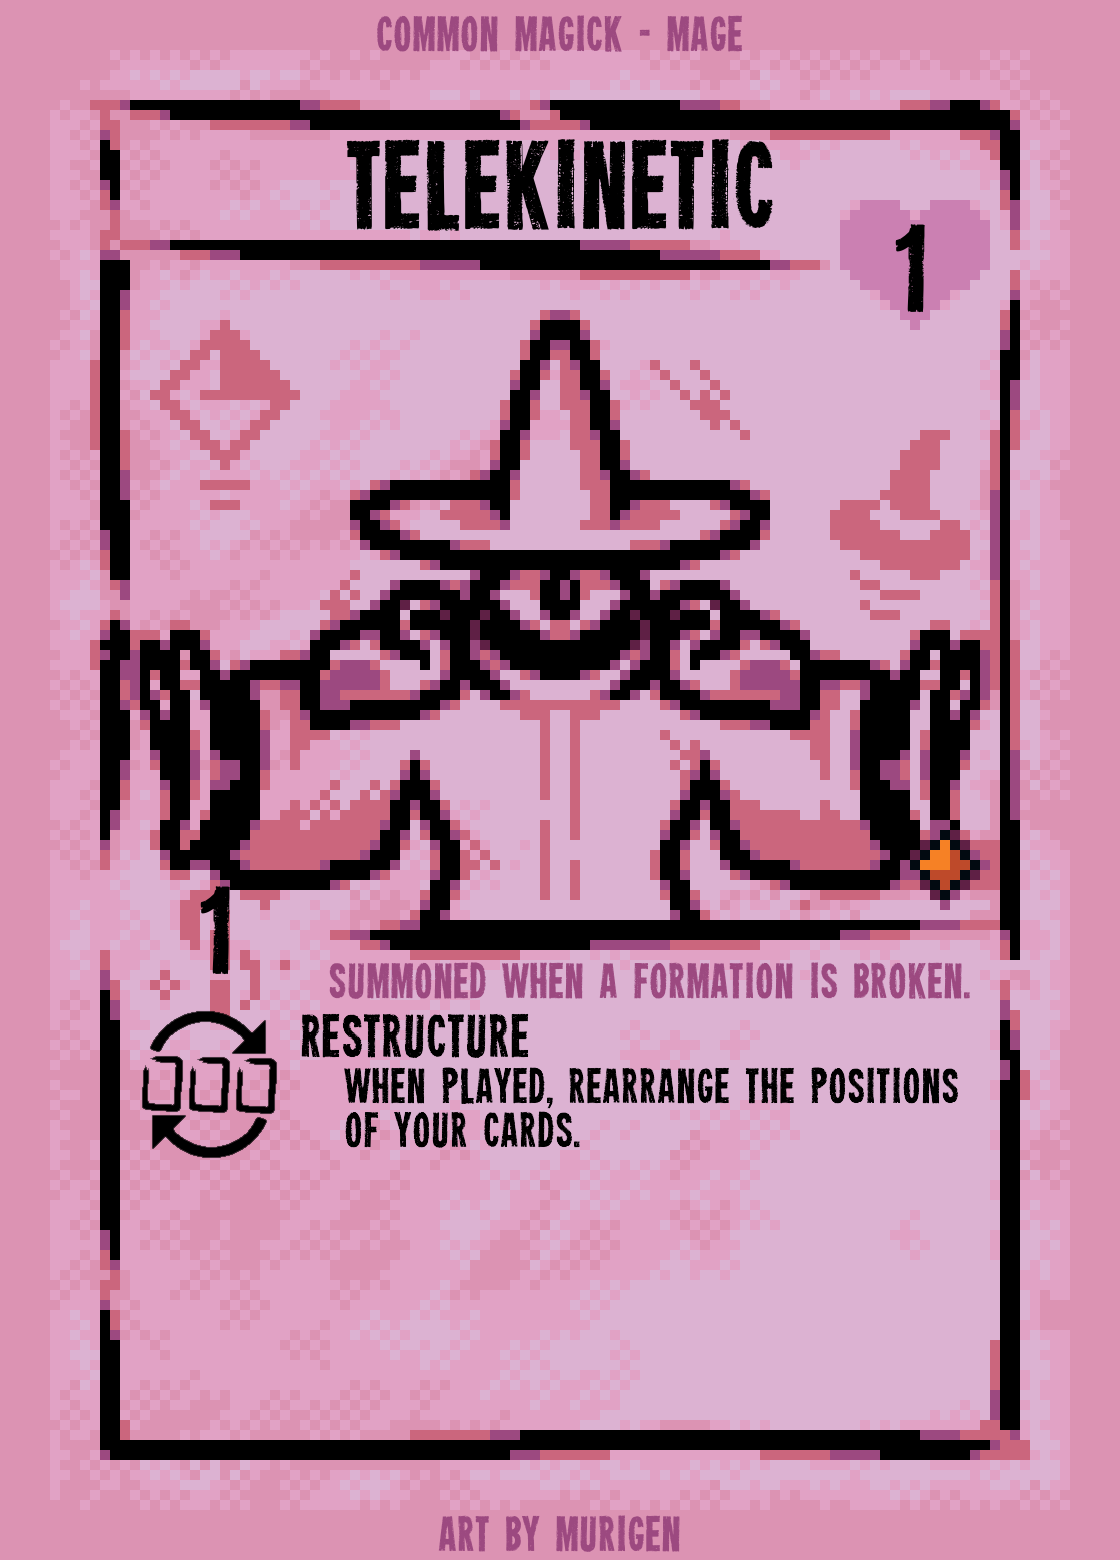 COMMON MAGICK - MAGE
TELEKINETIC
1
1
SUMMONED WHEN A FORMATION IS BROKEN.
RESTRUCTURE
WHEN PLAYED, REARRANGE THE POSITIONS
OF YOUR CARDS.
ART BY MURIGEN